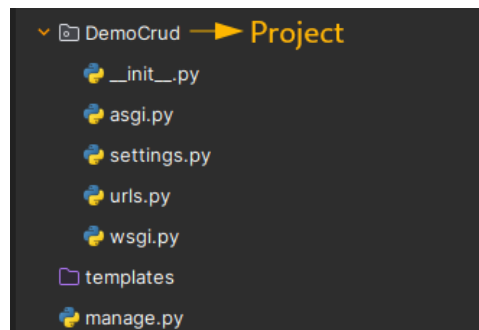 DemoCrud Project
__init__.py
asgi.py
settings.py
urls.py
wsgi.py
templates
manage.py